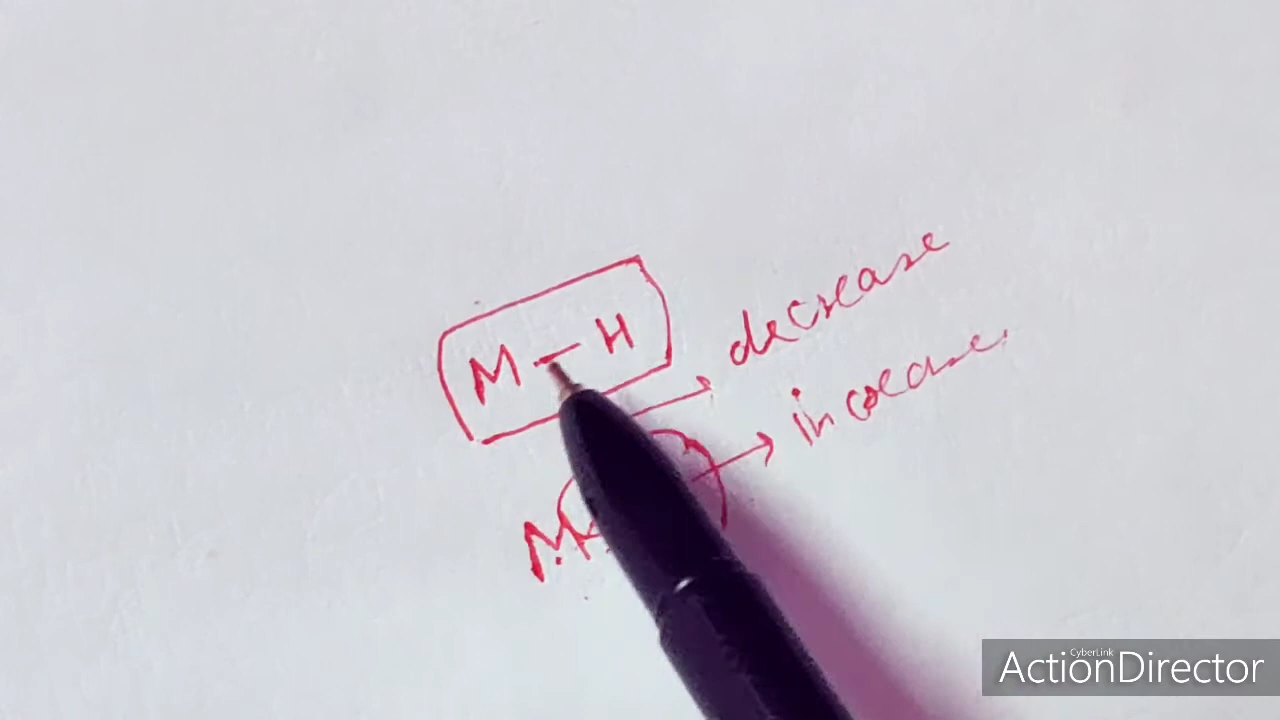 M — H
decrease
increase
M
CyberLink
ActionDirector